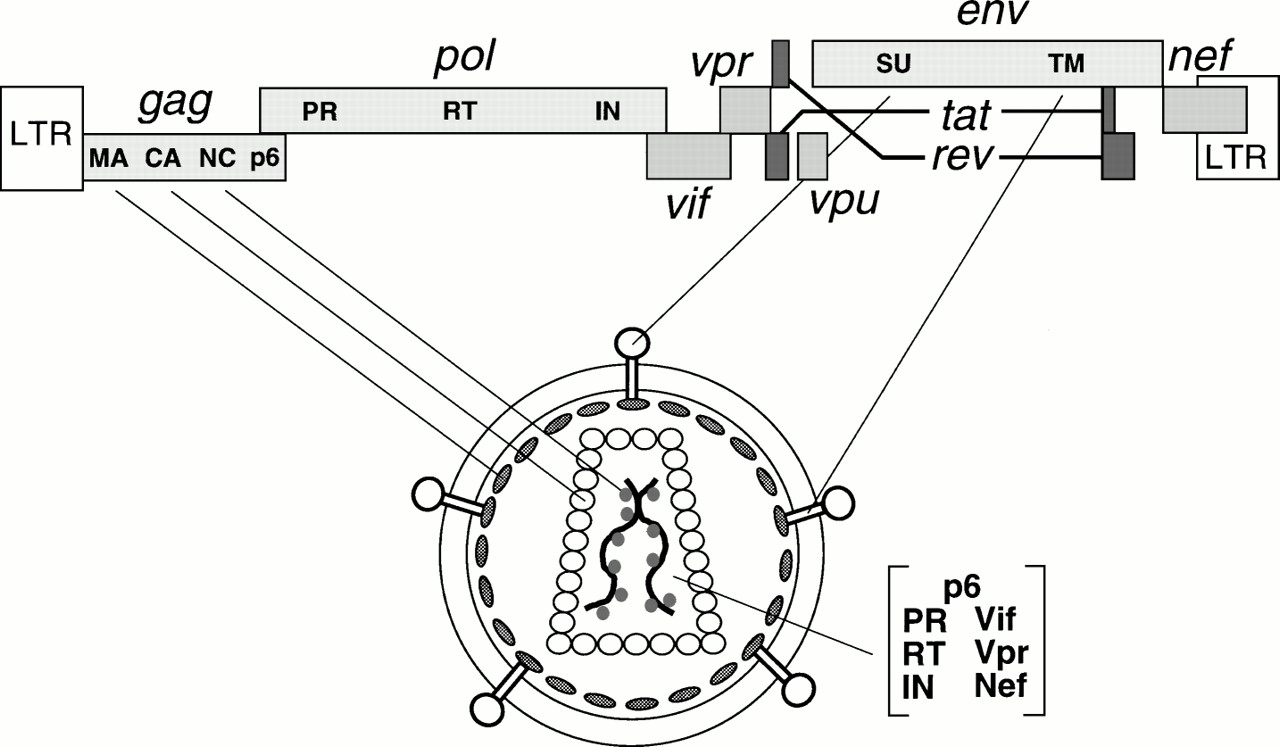 env
pol
vpr
SU TM
nef
gag
PR RT IN
LTR
tat
MA CA NC p6
rev
LTR
vif
vpu
p6
PR Vif
RT Vpr
IN Nef